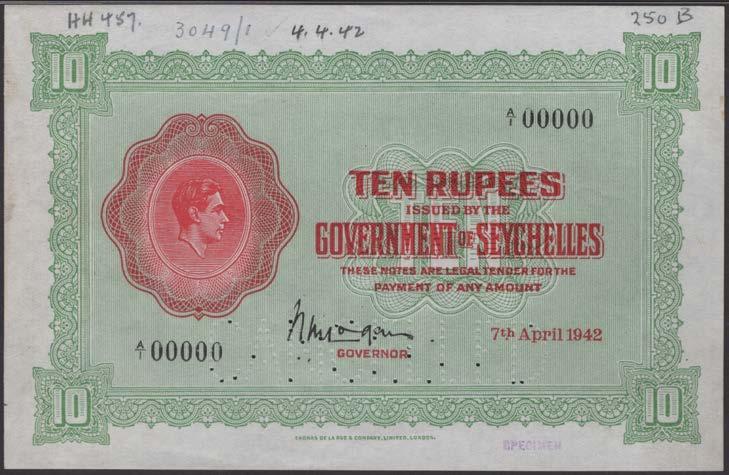 HH 457.
3049/1
4.4.42
250 B
10
10
A/1 00000
TEN RUPEES
ISSUED BY THE
GOVERNMENT OF SEYCHELLES
TEN
THESE NOTES ARE LEGAL TENDER FOR THE
PAYMENT OF ANY AMOUNT
7th April 1942
A/1 00000
GOVERNOR
10
10
THOMAS DE LA RUE & COMPANY, LIMITED, LONDON.
SPECIMEN